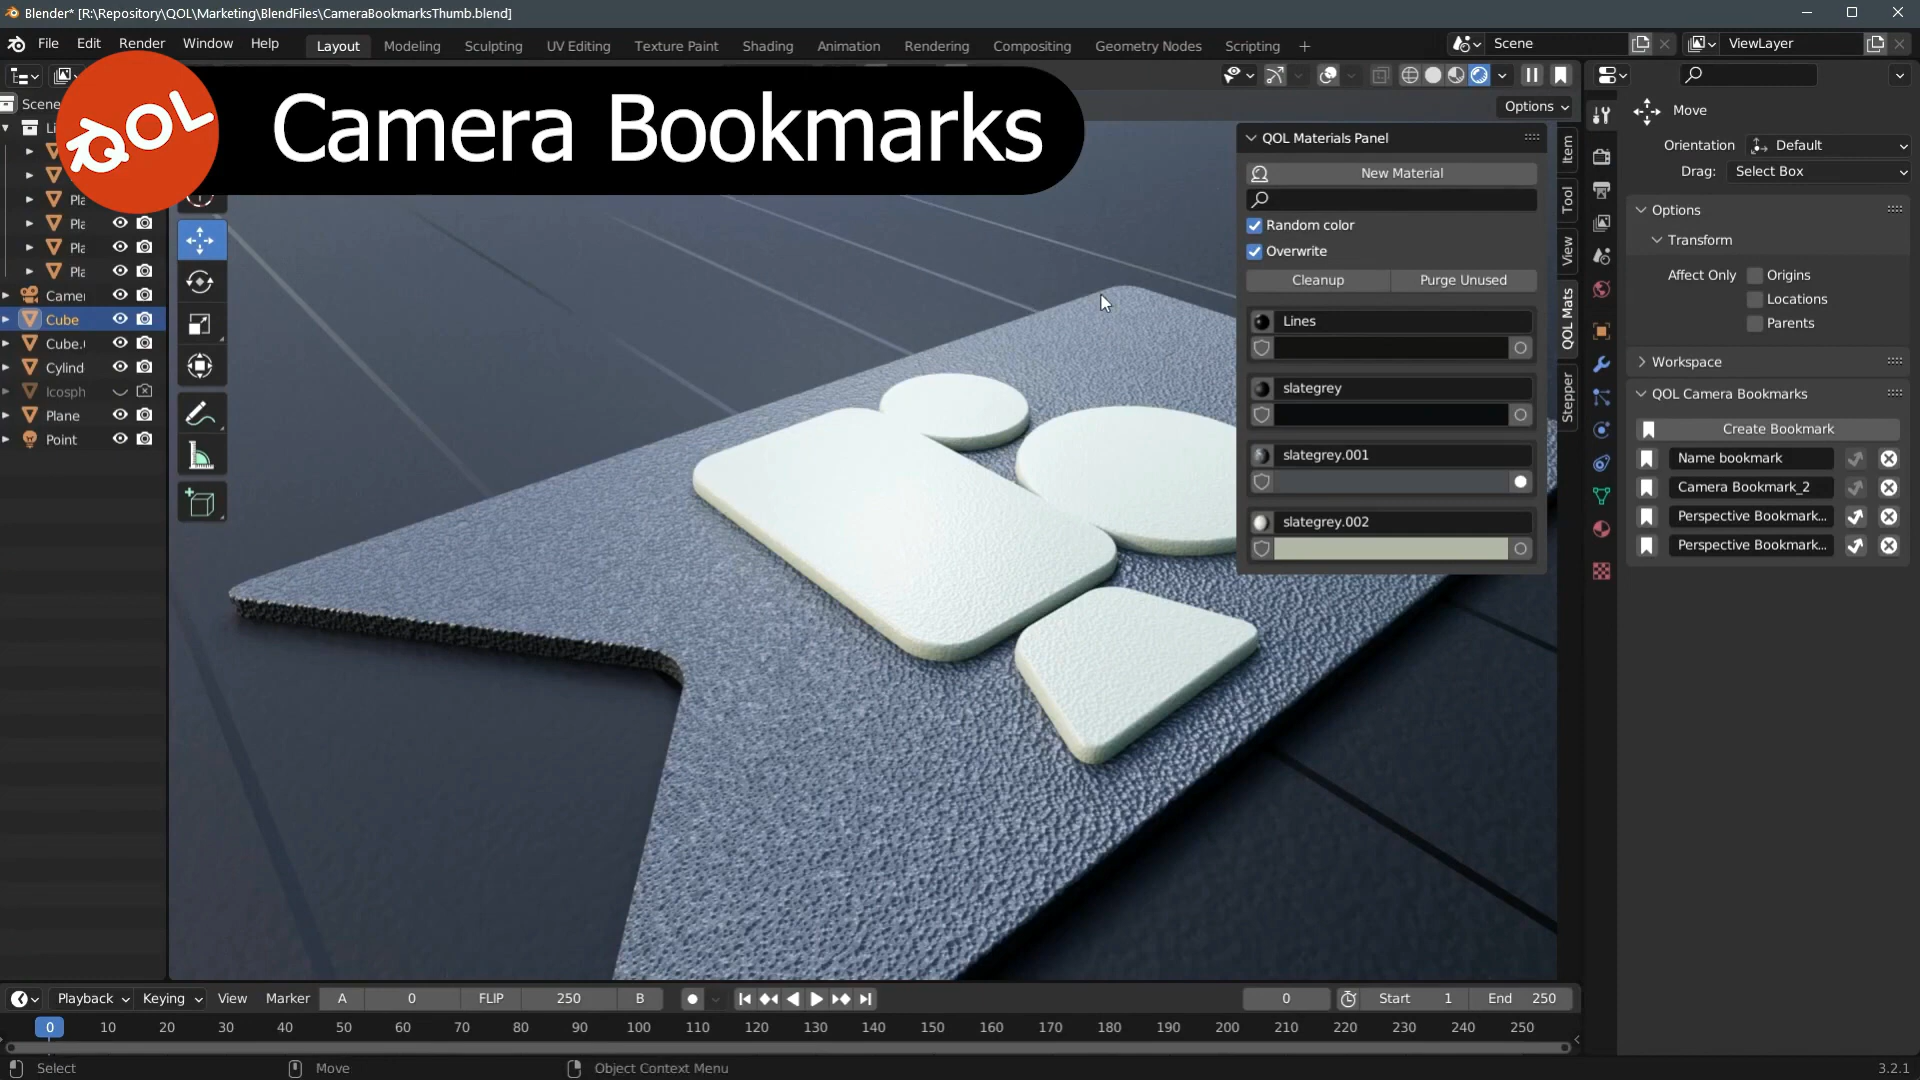 Blender* [R:\Repository\QOL\Marketing\BlendFiles\CameraBookmarksThumb.blend]
File Edit Render Window Help Layout Modeling Sculpting UV Editing Texture Paint Shading Animation Rendering Compositing Geometry Nodes Scripting + Scene ViewLayer
QOL
Camera Bookmarks
Options
Scene
Pla
Pla
Pla
Pla
Camer
Cube
Cube.
Cylind
Icosph
Plane
Point
QOL Materials Panel
New Material
Random color
Overwrite
Cleanup Purge Unused
Lines
slategrey
slategrey.001
slategrey.002
Item
Tool
View
QOL Mats
Stepper
Move
Orientation Default
Drag: Select Box
Options
Transform
Affect Only Origins
Locations
Parents
Workspace
QOL Camera Bookmarks
Create Bookmark
Name bookmark
Camera Bookmark_2
Perspective Bookmark...
Perspective Bookmark...
Playback Keying View Marker A 0 FLIP 250 B 0 Start 1 End 250
0 10 20 30 40 50 60 70 80 90 100 110 120 130 140 150 160 170 180 190 200 210 220 230 240 250
Select Move Object Context Menu 3.2.1